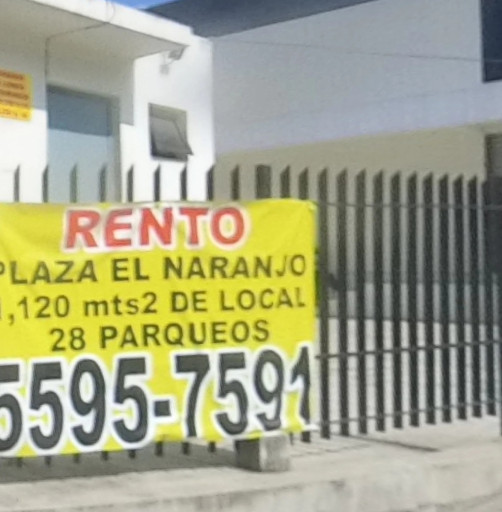 RENTO
PLAZA EL NARANJO
1,120 mts2 DE LOCAL
28 PARQUEOS
5595-7591